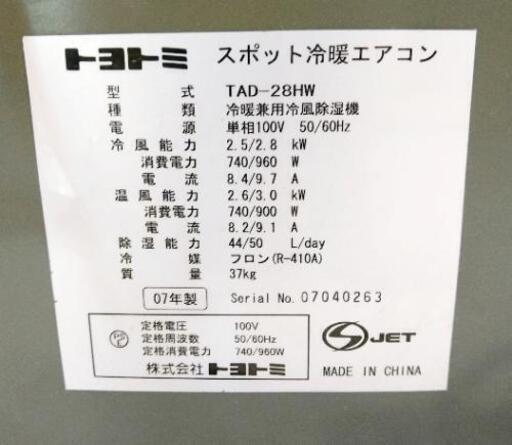 トヨトミ スポット冷暖エアコン
型式 TAD-28HW
種類 冷暖兼用冷風除湿機
電源 単相100V 50/60Hz
冷風能力 2.5/2.8 kW
消費電力 740/960 W
電流 8.4/9.7 A
温風能力 2.6/3.0 kW
消費電力 740/900 W
電流 8.2/9.1 A
除湿能力 44/50 L/day
冷媒 フロン(R-410A)
質量 37kg
07年製 Serial No. 07040263
定格電圧 100V
定格周波数 50/60Hz
定格消費電力 740/960W
株式会社 トヨトミ
S JET
MADE IN CHINA